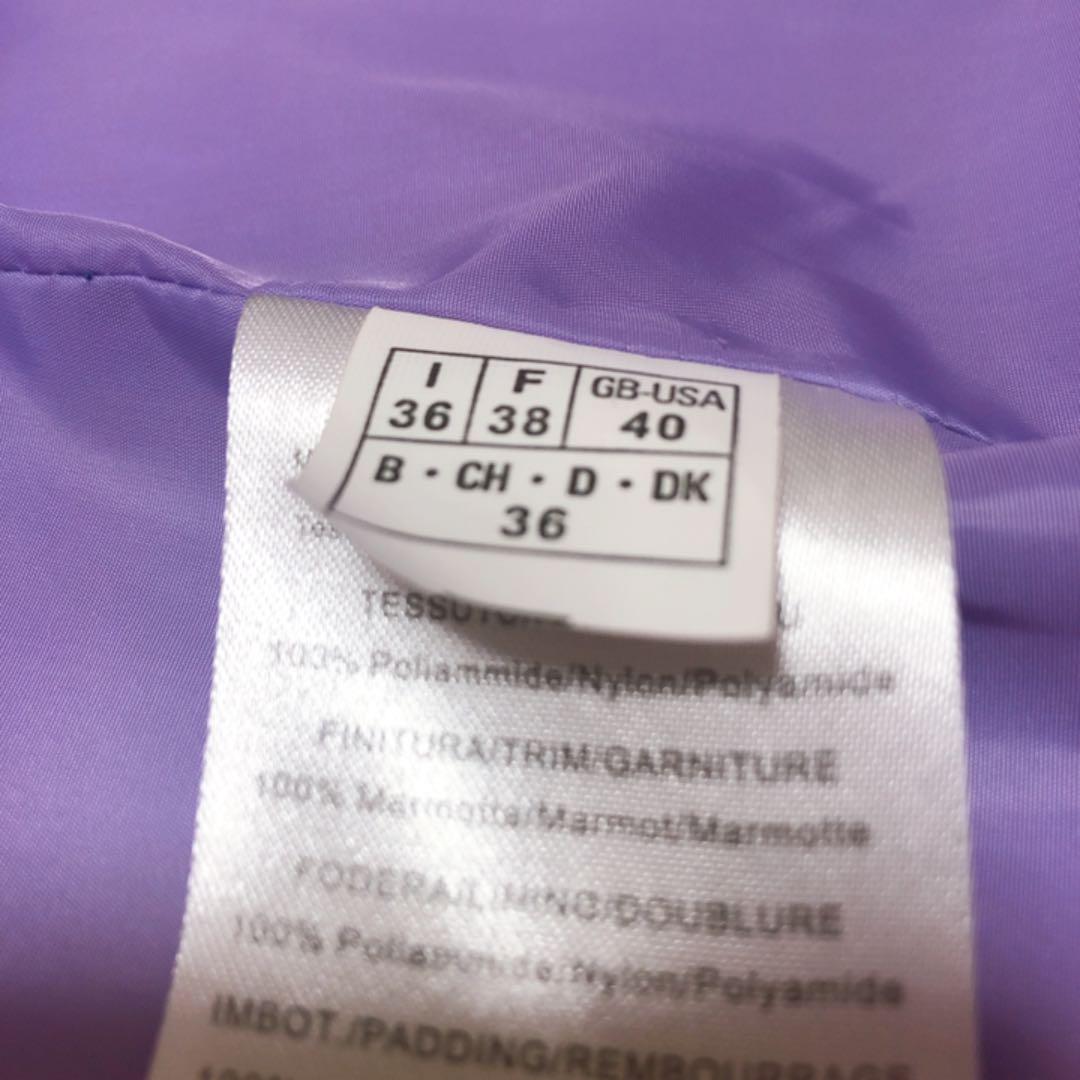 I F GB-USA
36 38 40
B · CH · D · DK
36
103% Poliammide/Nylon/Polyamide
FINITURA/TRIM/GARNITURE
100% Marmotta/Marmot/Marmotte
FODERA/LINING/DOUBLURE
100% Poliammide/Nylon/Polyamide
IMBOT./PADDING/REMBOURRAGE